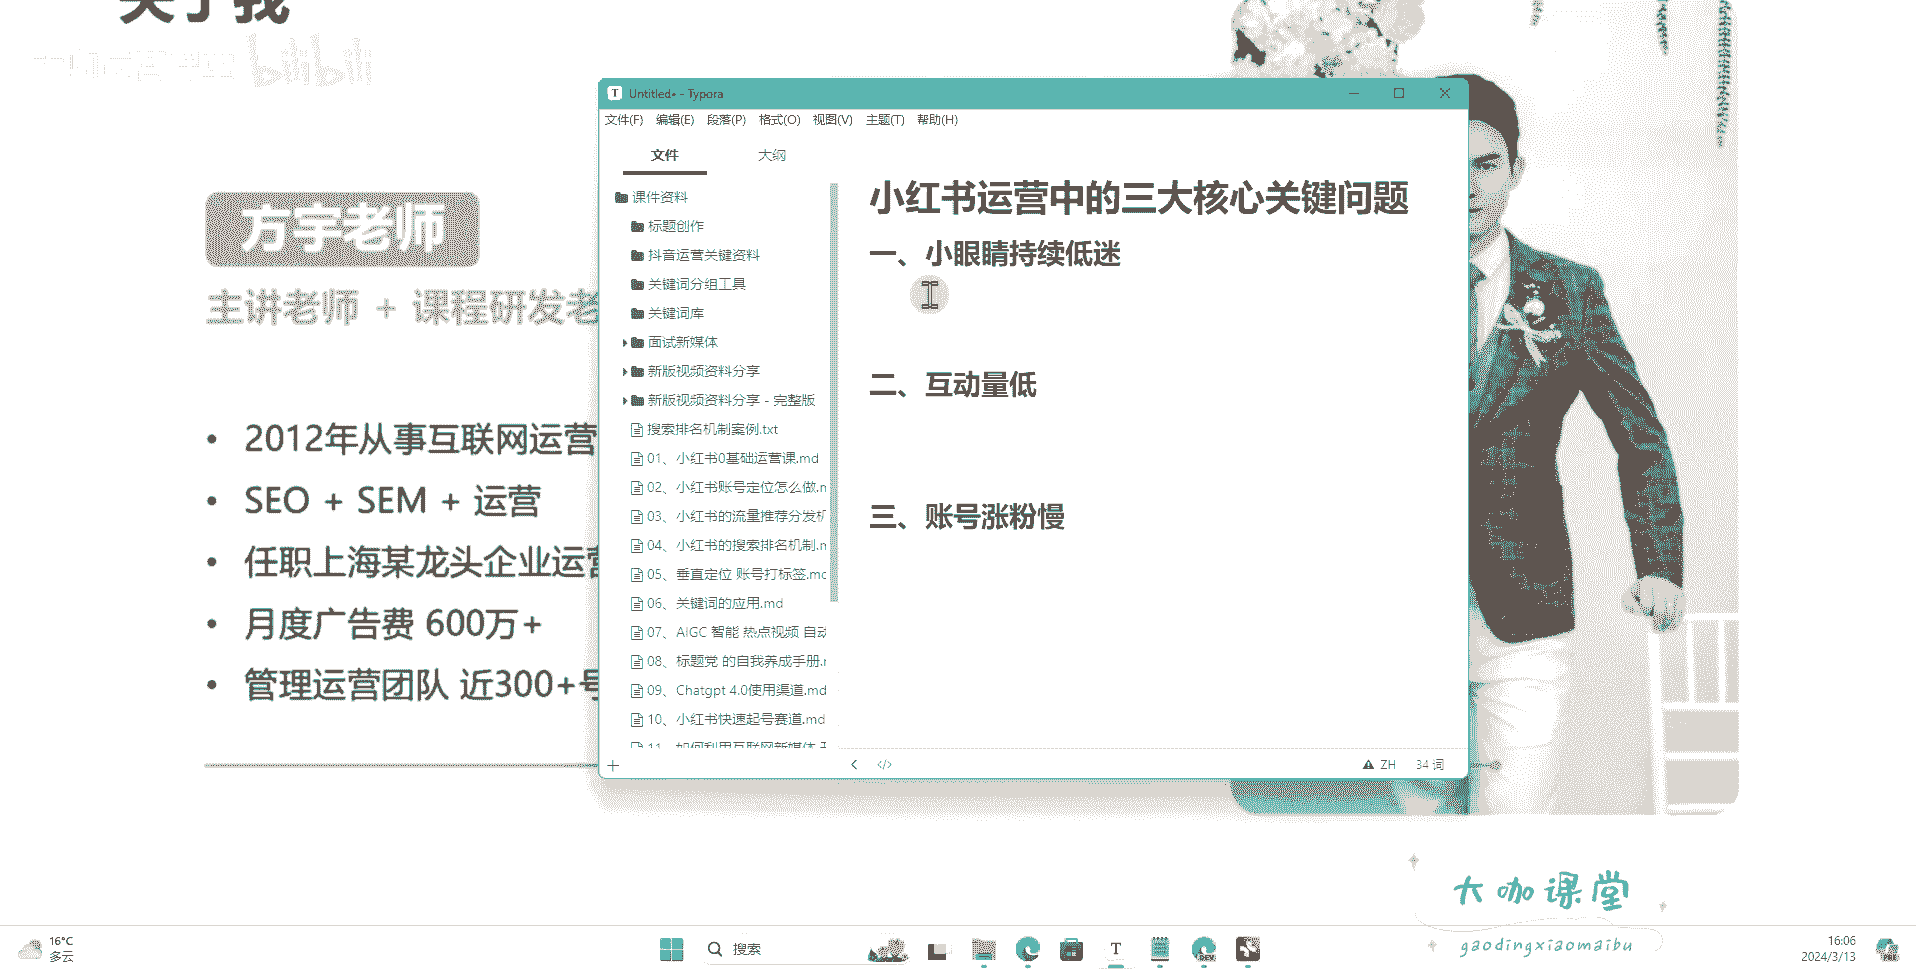 关于我
bilibili
方宇老师
主讲老师 + 课程研发老
• 2012年从事互联网运营
• SEO + SEM + 运营
• 任职上海某龙头企业运营
• 月度广告费 600万+
• 管理运营团队 近300+号
Untitled• - Typora
文件(F) 编辑(E) 段落(P) 格式(O) 视图(V) 主题(T) 帮助(H)
文件 大纲
课件资料
标题创作
抖音运营关键资料
关键词分组工具
关键词库
面试新媒体
新版视频资料分享
新版视频资料分享 - 完整版
搜索排名机制案例.txt
01、小红书0基础运营课.md
02、小红书账号定位怎么做.m
03、小红书的流量推荐分发机
04、小红书的搜索排名机制.m
05、垂直定位 账号打标签.md
06、关键词的应用.md
07、AIGC 智能 热点视频 自动
08、标题党 的自我养成手册.m
09、Chatgpt 4.0使用渠道.md
10、小红书快速起号赛道.md
11、如何利用互联网新媒体
小红书运营中的三大核心关键问题
一、小眼睛持续低迷
二、互动量低
三、账号涨粉慢
</> ZH 34 词
大咖课堂
gaodingxiaomaibu
16°C
多云
搜索
16:06
2024/3/13